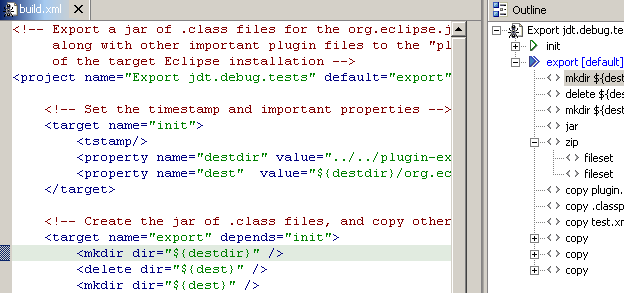 build.xml
<!-- Export a jar of .class files for the org.eclipse.j
along with other important plugin files to the "pl
of the target Eclipse installation -->
<project name="Export jdt.debug.tests" default="export"
<!-- Set the timestamp and important properties --
<target name="init">
<tstamp/>
<property name="destdir" value="../../plugin-ex
<property name="dest"  value="${destdir}/org.ec
</target>
<!-- Create the jar of .class files, and copy other
<target name="export" depends="init">
<mkdir dir="${destdir}" />
<delete dir="${dest}" />
<mkdir dir="${dest}" />
Outline
Export jdt.debug.te
init
export [default]
mkdir ${dest
delete ${des
mkdir ${dest
jar
zip
fileset
fileset
copy plugin.
copy .classp
copy test.xm
copy
copy
copy